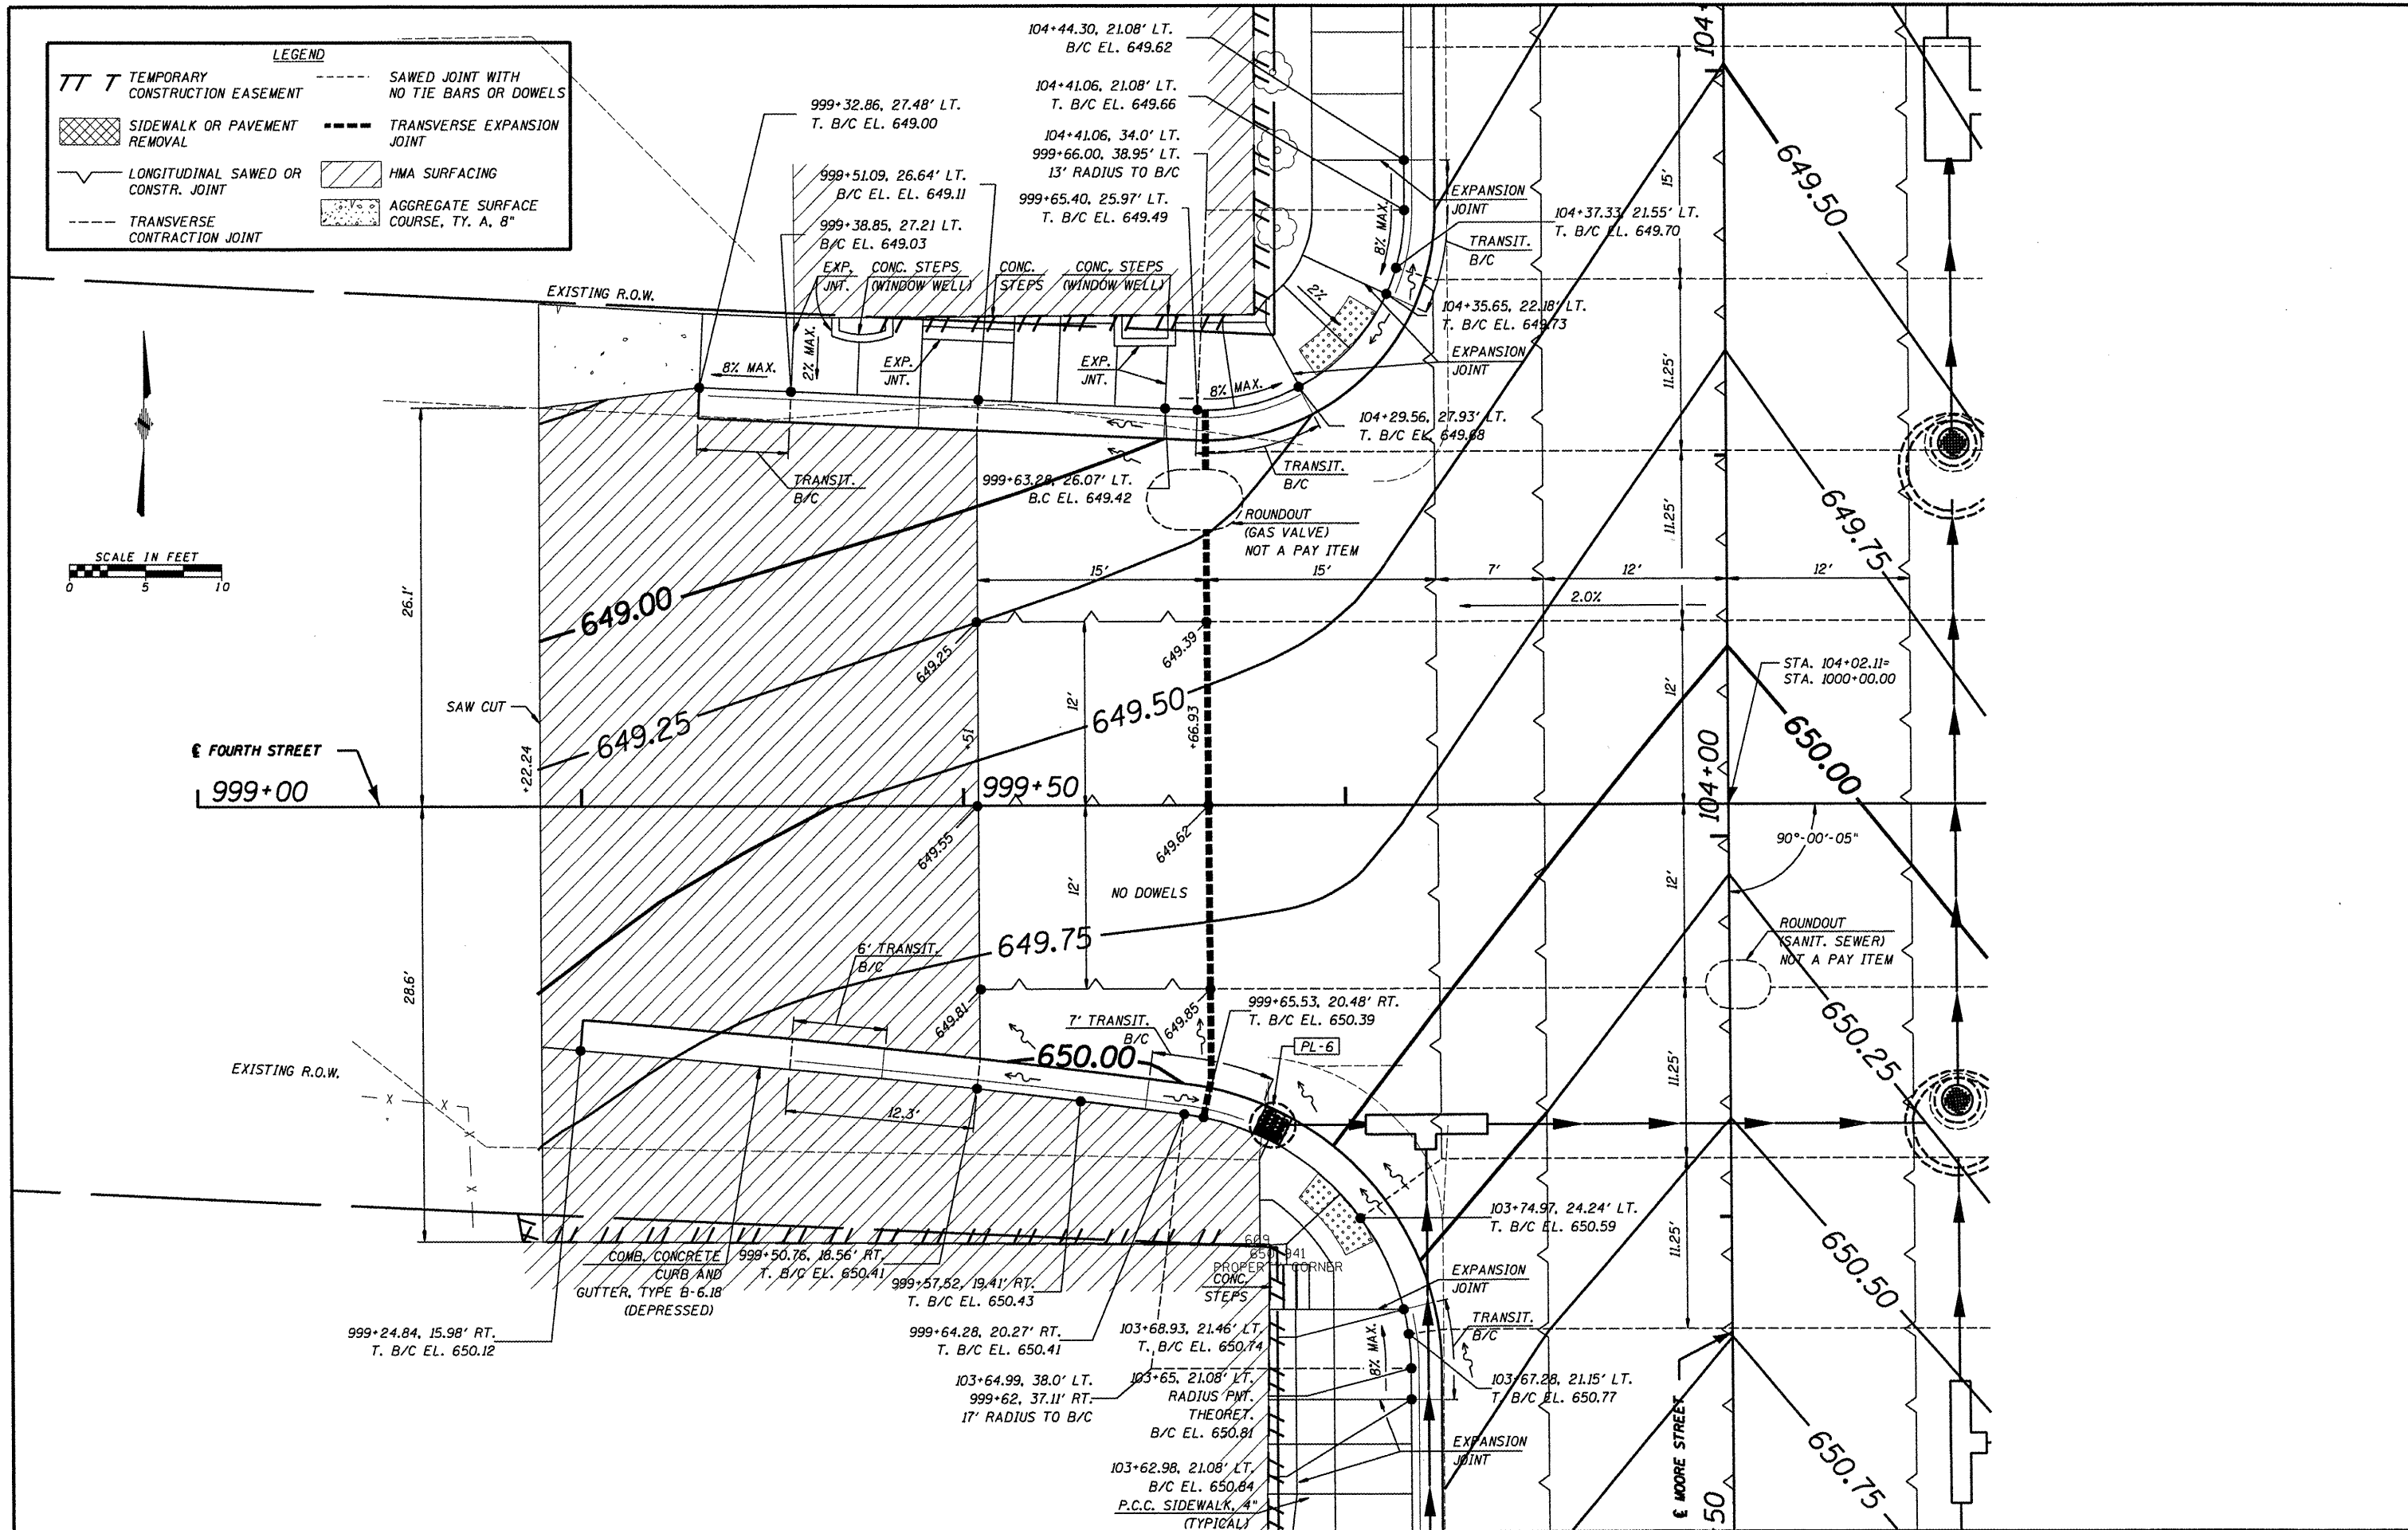 LEGEND
TEMPORARY
CONSTRUCTION EASEMENT
SIDEWALK OR PAVEMENT
REMOVAL
LONGITUDINAL SAWED OR
CONSTR. JOINT
TRANSVERSE
CONTRACTION JOINT
SAWED JOINT WITH
NO TIE BARS OR DOWELS
TRANSVERSE EXPANSION
JOINT
HMA SURFACING
AGGREGATE SURFACE
COURSE, TY. A, 8"
104+44.30, 21.08' LT.
B/C EL. 649.62
104+41.06, 21.08' LT.
T. B/C EL. 649.66
999+32.86, 27.48' LT.
T. B/C EL. 649.00
104+41.06, 34.0' LT.
999+66.00, 38.95' LT.
13' RADIUS TO B/C
999+51.09, 26.64' LT.
B/C EL. EL. 649.11
999+65.40, 25.97' LT.
T. B/C EL. 649.49
999+38.85, 27.21 LT.
B/C EL. 649.03
EXP.
JNT.
CONC. STEPS
(WINDOW WELL)
CONC.
STEPS
CONC. STEPS
(WINDOW WELL)
EXPANSION
JOINT
104+37.33, 21.55' LT.
T. B/C EL. 649.70
TRANSIT.
B/C
8% MAX.
2%
104+35.65, 22.18' LT.
T. B/C EL. 649.73
EXPANSION
JOINT
EXISTING R.O.W.
8% MAX.
2% MAX.
EXP.
JNT.
EXP.
JNT.
8% MAX.
104+29.56, 27.93' LT.
T. B/C EL. 649.68
TRANSIT.
B/C
999+63.28, 26.07' LT.
B.C EL. 649.42
TRANSIT.
B/C
ROUNDOUT
(GAS VALVE)
NOT A PAY ITEM
104+
15'
649.50
11.25'
11.25'
649.75
SCALE IN FEET
0 5 10
26.1'
649.00
15'
15'
7'
12'
12'
2.0%
649.25
649.39
12'
12'
649.25
649.50
+51
+66.93
SAW CUT
+22.24
STA. 104+02.11=
STA. 1000+00.00
℄ FOURTH STREET
999+00
999+50
104+00
650.00
649.55
649.62
12'
12'
NO DOWELS
90°-00'-05"
ROUNDOUT
(SANIT. SEWER)
NOT A PAY ITEM
649.75
6' TRANSIT.
B/C
28.6'
649.81
649.85
999+65.53, 20.48' RT.
T. B/C EL. 650.39
7' TRANSIT.
B/C
PL-6
650.00
650.25
11.25'
EXISTING R.O.W.
12.3'
103+74.97, 24.24' LT.
T. B/C EL. 650.59
11.25'
COMB. CONCRETE
CURB AND
GUTTER, TYPE B-6.18
(DEPRESSED)
999+50.76, 18.56' RT.
T. B/C EL. 650.41
999+57.52, 19.41' RT.
T. B/C EL. 650.43
PROPERTY CORNER
CONC.
STEPS
EXPANSION
JOINT
650.50
999+24.84, 15.98' RT.
T. B/C EL. 650.12
999+64.28, 20.27' RT.
T. B/C EL. 650.41
103+68.93, 21.46' LT.
T. B/C EL. 650.74
8% MAX.
TRANSIT.
B/C
103+64.99, 38.0' LT.
999+62, 37.11' RT.
17' RADIUS TO B/C
103+65, 21.08' LT.
RADIUS PNT.
THEORET.
B/C EL. 650.81
103+67.28, 21.15' LT.
T. B/C EL. 650.77
EXPANSION
JOINT
103+62.98, 21.08' LT.
B/C EL. 650.84
P.C.C. SIDEWALK, 4"
(TYPICAL)
℄ MOORE STREET
50
650.75